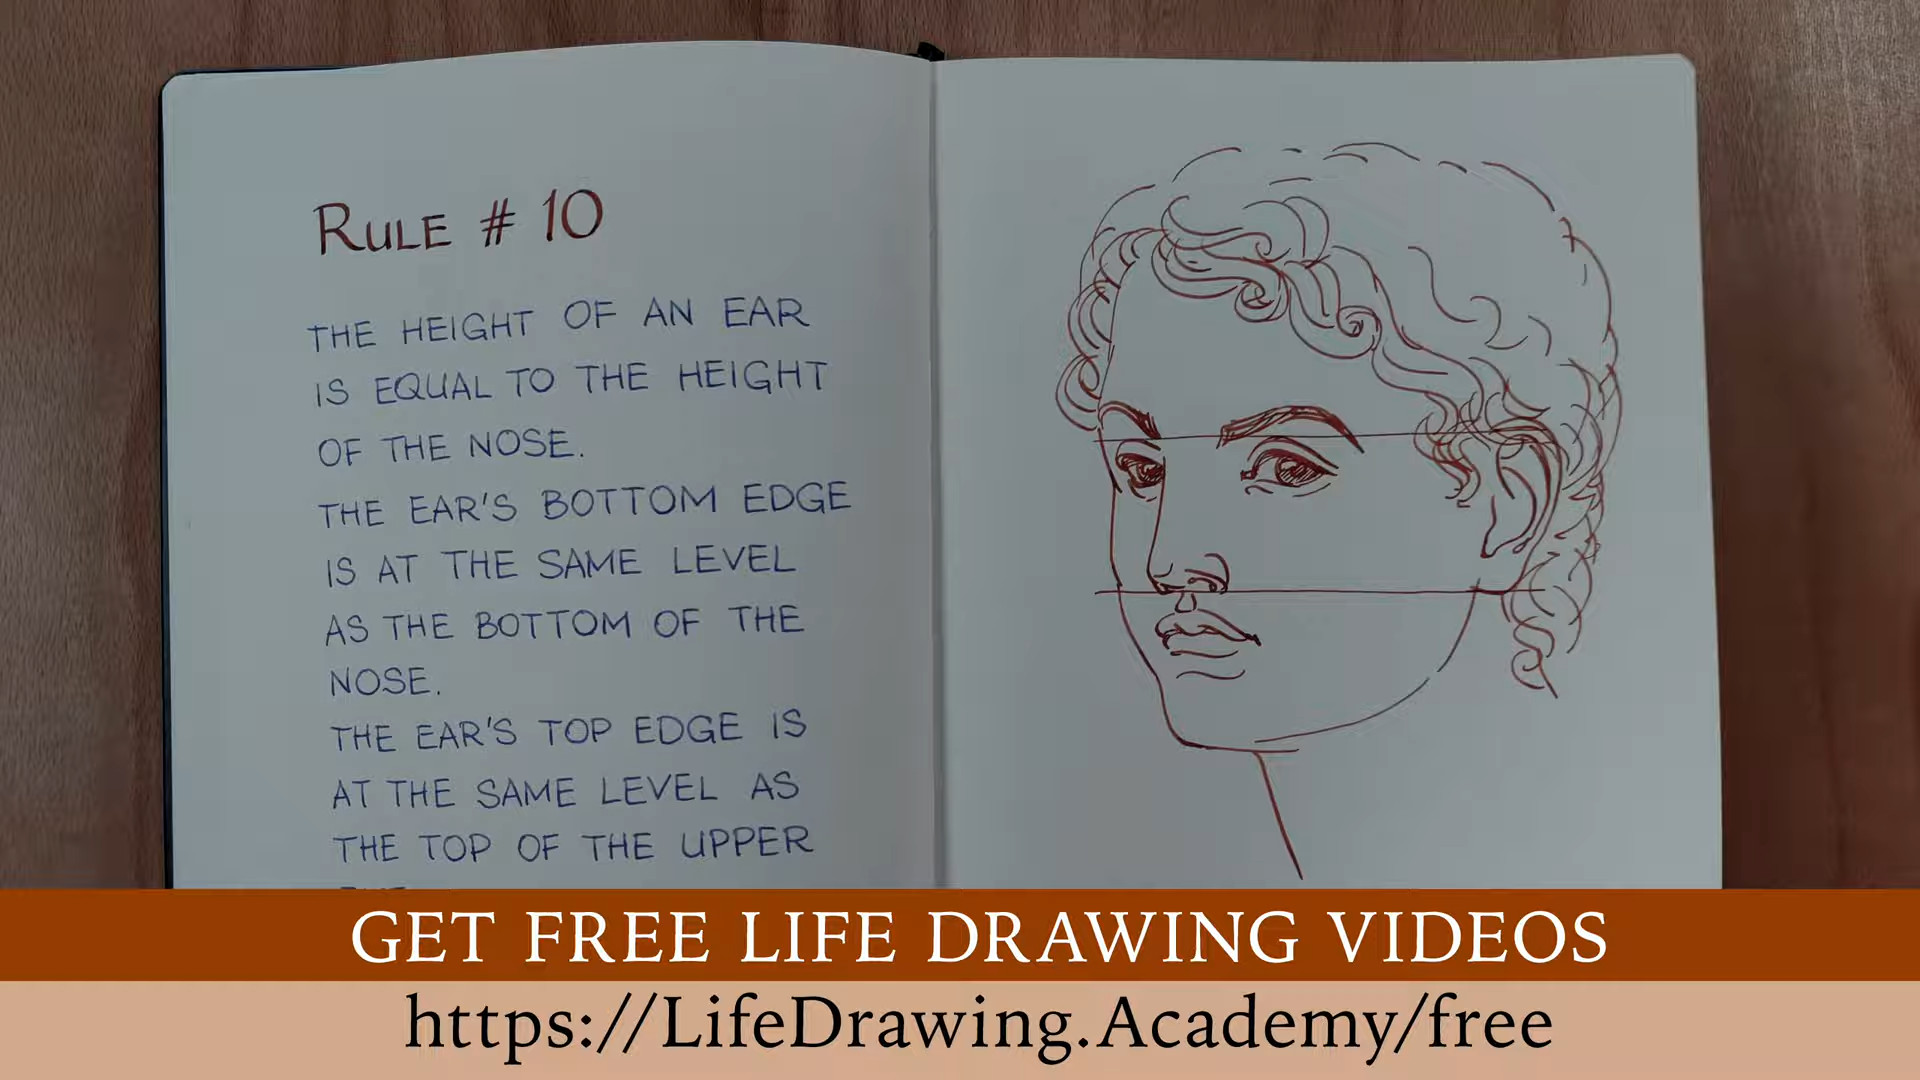 RULE # 10
THE HEIGHT OF AN EAR
IS EQUAL TO THE HEIGHT
OF THE NOSE.
THE EAR'S BOTTOM EDGE
IS AT THE SAME LEVEL
AS THE BOTTOM OF THE
NOSE.
THE EAR'S TOP EDGE IS
AT THE SAME LEVEL AS
THE TOP OF THE UPPER
GET FREE LIFE DRAWING VIDEOS
https://LifeDrawing.Academy/free